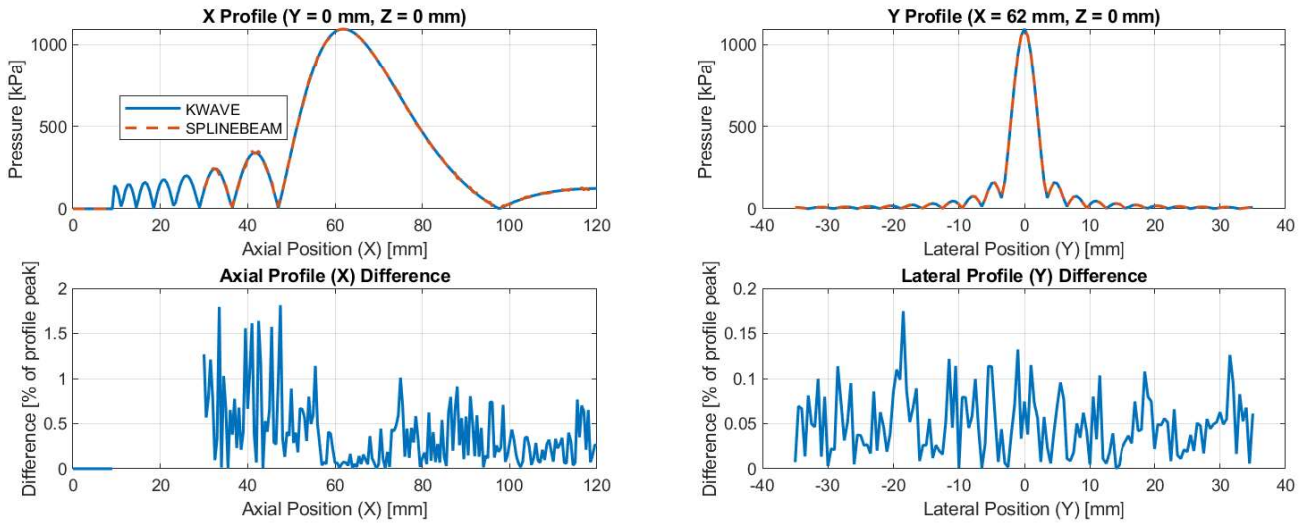 X Profile (Y = 0 mm, Z = 0 mm)
Pressure [kPa]
1000
500
0
KWAVE
SPLINEBEAM
0 20 40 60 80 100 120
Axial Position (X) [mm]
Y Profile (X = 62 mm, Z = 0 mm)
Pressure [kPa]
1000
500
0
-40 -30 -20 -10 0 10 20 30 40
Lateral Position (Y) [mm]
Axial Profile (X) Difference
Difference [% of profile peak]
2
1.5
1
0.5
0
0 20 40 60 80 100 120
Axial Position (X) [mm]
Lateral Profile (Y) Difference
Difference [% of profile peak]
0.2
0.15
0.1
0.05
0
-40 -30 -20 -10 0 10 20 30 40
Lateral Position (Y) [mm]